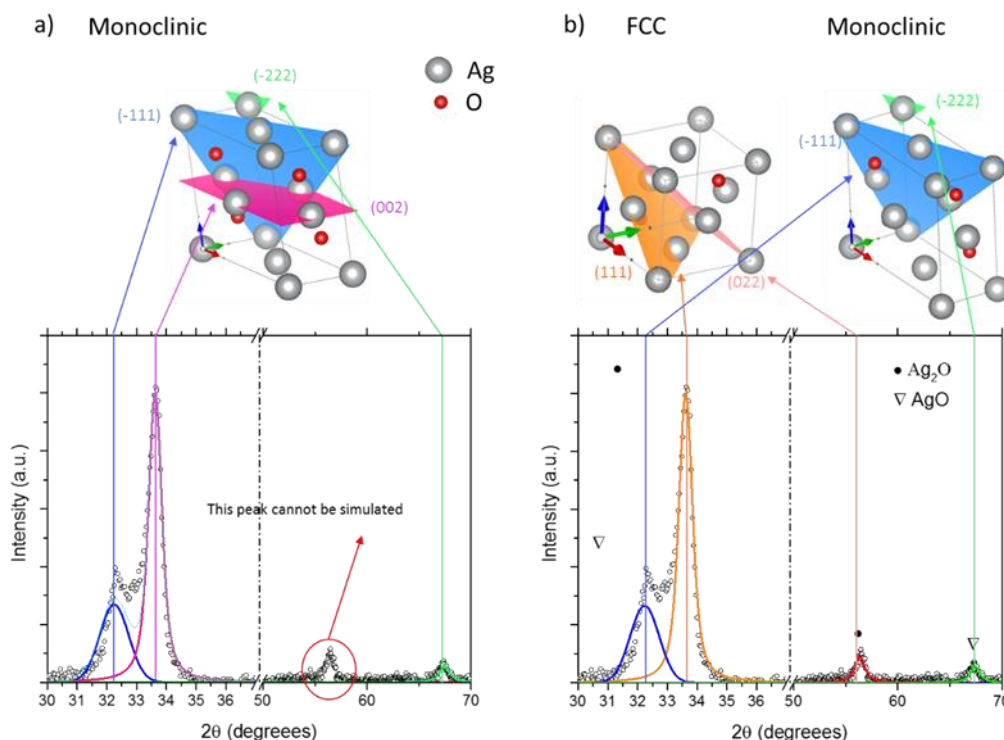 a) Monoclinic
Ag
O
(-222)
(-111)
(002)
This peak cannot be simulated
Intensity (a.u.)
30 31 32 33 34 35 36 50 60 70
2θ (degreees)
b) FCC Monoclinic
(-222)
(-111)
(111)
(022)
• Ag₂O
∇ AgO
Intensity (a.u.)
30 31 32 33 34 35 36 50 60 70
2θ (degreees)